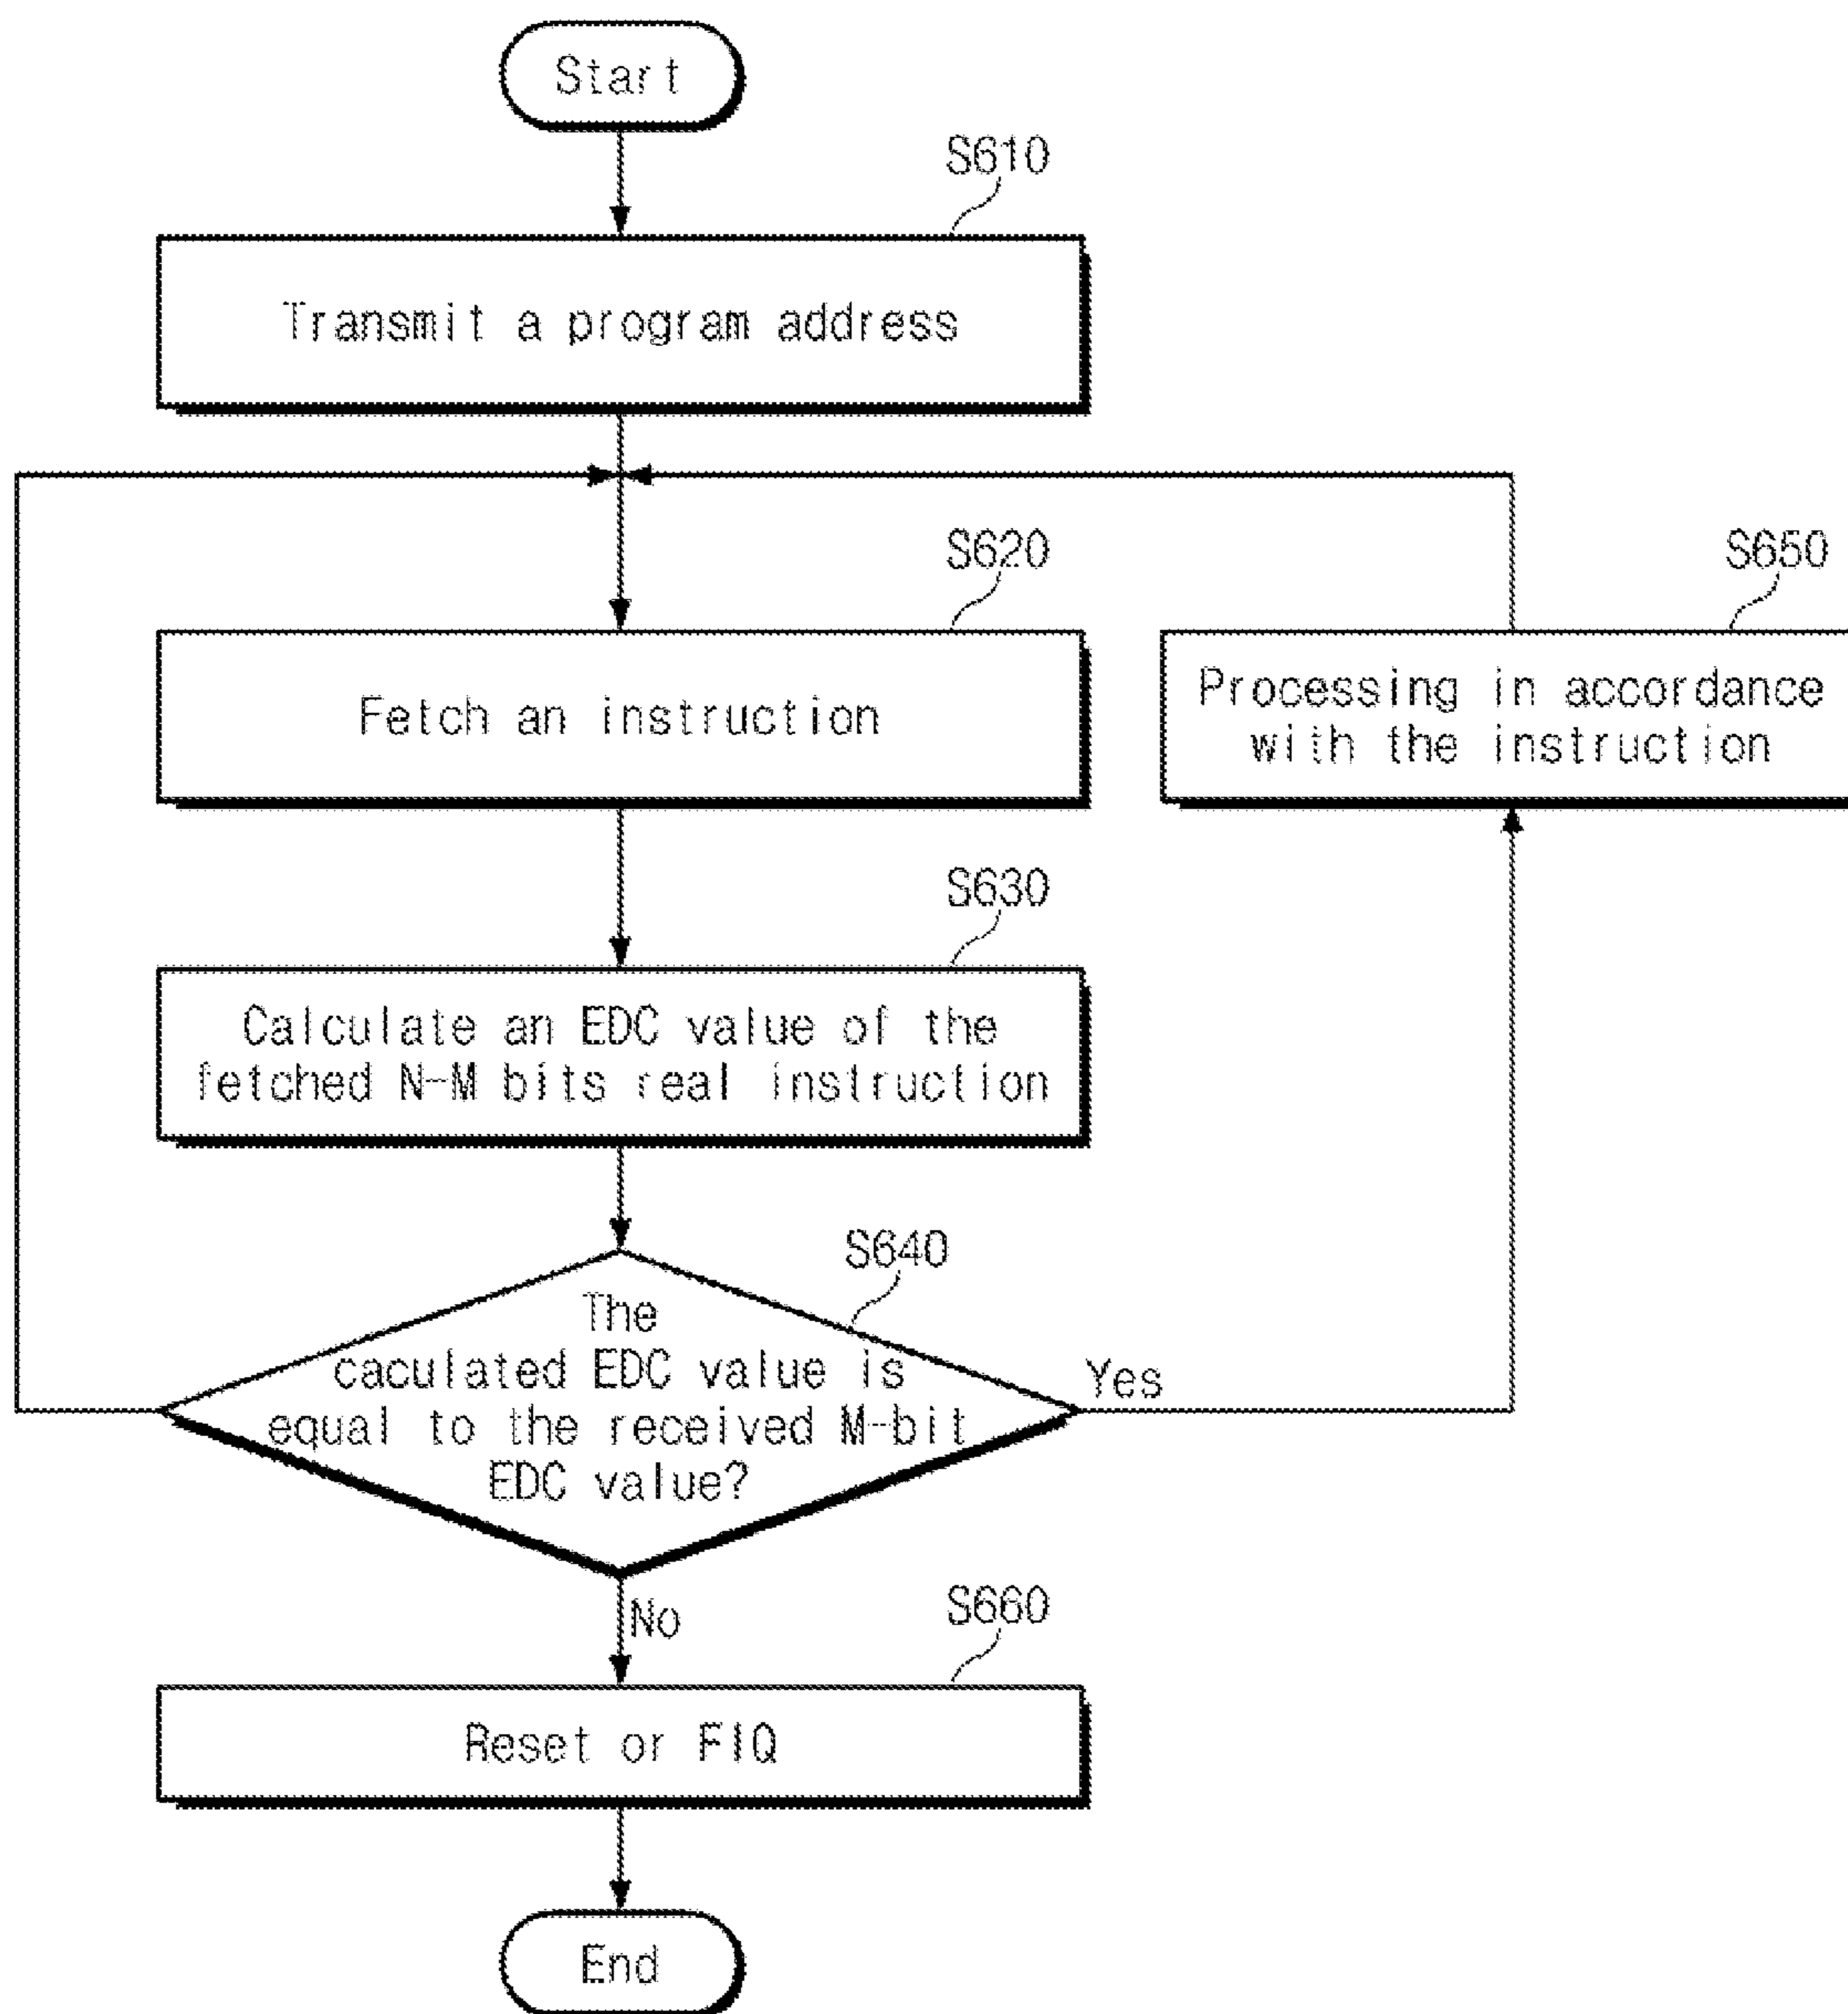 Start
S610
Transmit a program address
S620
Fetch an instruction
S650
Processing in accordance
with the instruction
S630
Calculate an EDC value of the
fetched N-M bits real instruction
S640
The
caculated EDC value is
equal to the received M-bit
EDC value?
Yes
No
S660
Reset or FIQ
End